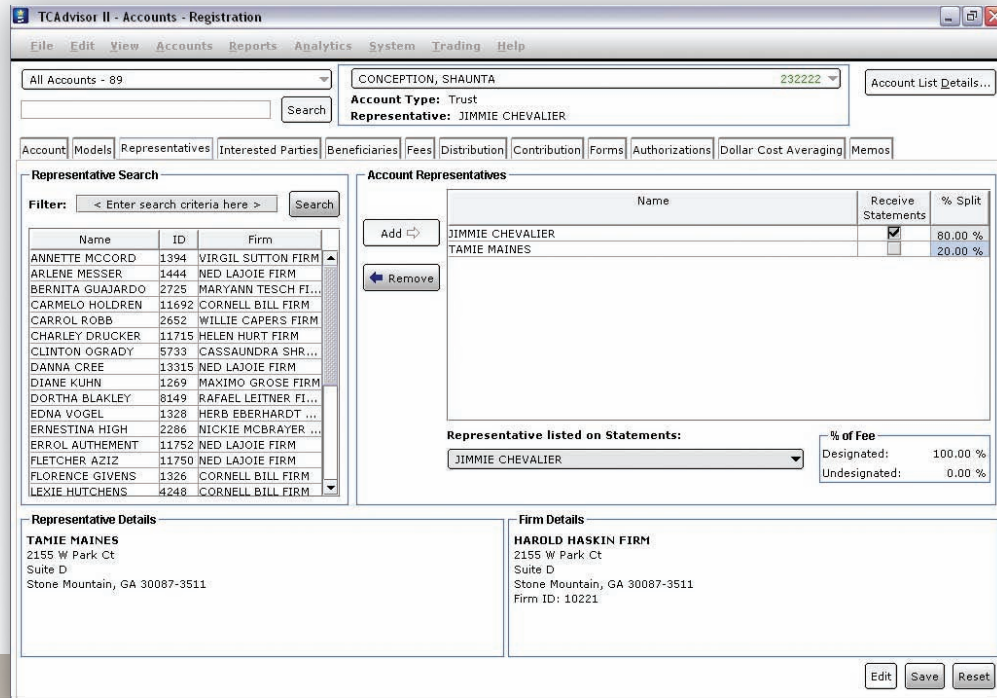 TCAdvisor II - Accounts - Registration
File Edit View Accounts Reports Analytics System Trading Help
All Accounts - 89
Search
CONCEPTION, SHAUNTA 232222
Account Type: Trust
Representative: JIMMIE CHEVALIER
Account List Details...
Account Models Representatives Interested Parties Beneficiaries Fees Distribution Contribution Forms Authorizations Dollar Cost Averaging Memos
Representative Search
Filter: < Enter search criteria here > Search
Name ID Firm
ANNETTE MCCORD 1394 VIRGIL SUTTON FIRM
ARLENE MESSER 1444 NED LAJOIE FIRM
BERNITA GUAJARDO 2725 MARYANN TESCH FI...
CARMELO HOLDREN 11692 CORNELL BILL FIRM
CARROL ROBB 2652 WILLIE CAPERS FIRM
CHARLEY DRUCKER 11715 HELEN HURT FIRM
CLINTON OGRADY 5733 CASSAUNDRA SHR...
DANNA CREE 13315 NED LAJOIE FIRM
DIANE KUHN 1269 MAXIMO GROSE FIRM
DORTHA BLAKLEY 8149 RAFAEL LEITNER FI...
EDNA VOGEL 1328 HERB EBERHARDT ...
ERNESTINA HIGH 2286 NICKIE MCBRAYER ...
ERROL AUTHEMENT 11752 NED LAJOIE FIRM
FLETCHER AZIZ 11750 NED LAJOIE FIRM
FLORENCE GIVENS 1326 CORNELL BILL FIRM
LEXIE HUTCHENS 4248 CORNELL BILL FIRM
Account Representatives
Add
Remove
Name Receive Statements % Split
JIMMIE CHEVALIER 80.00 %
TAMIE MAINES 20.00 %
Representative listed on Statements:
JIMMIE CHEVALIER
% of Fee
Designated: 100.00 %
Undesignated: 0.00 %
Representative Details
TAMIE MAINES
2155 W Park Ct
Suite D
Stone Mountain, GA 30087-3511
Firm Details
HAROLD HASKIN FIRM
2155 W Park Ct
Suite D
Stone Mountain, GA 30087-3511
Firm ID: 10221
Edit Save Reset